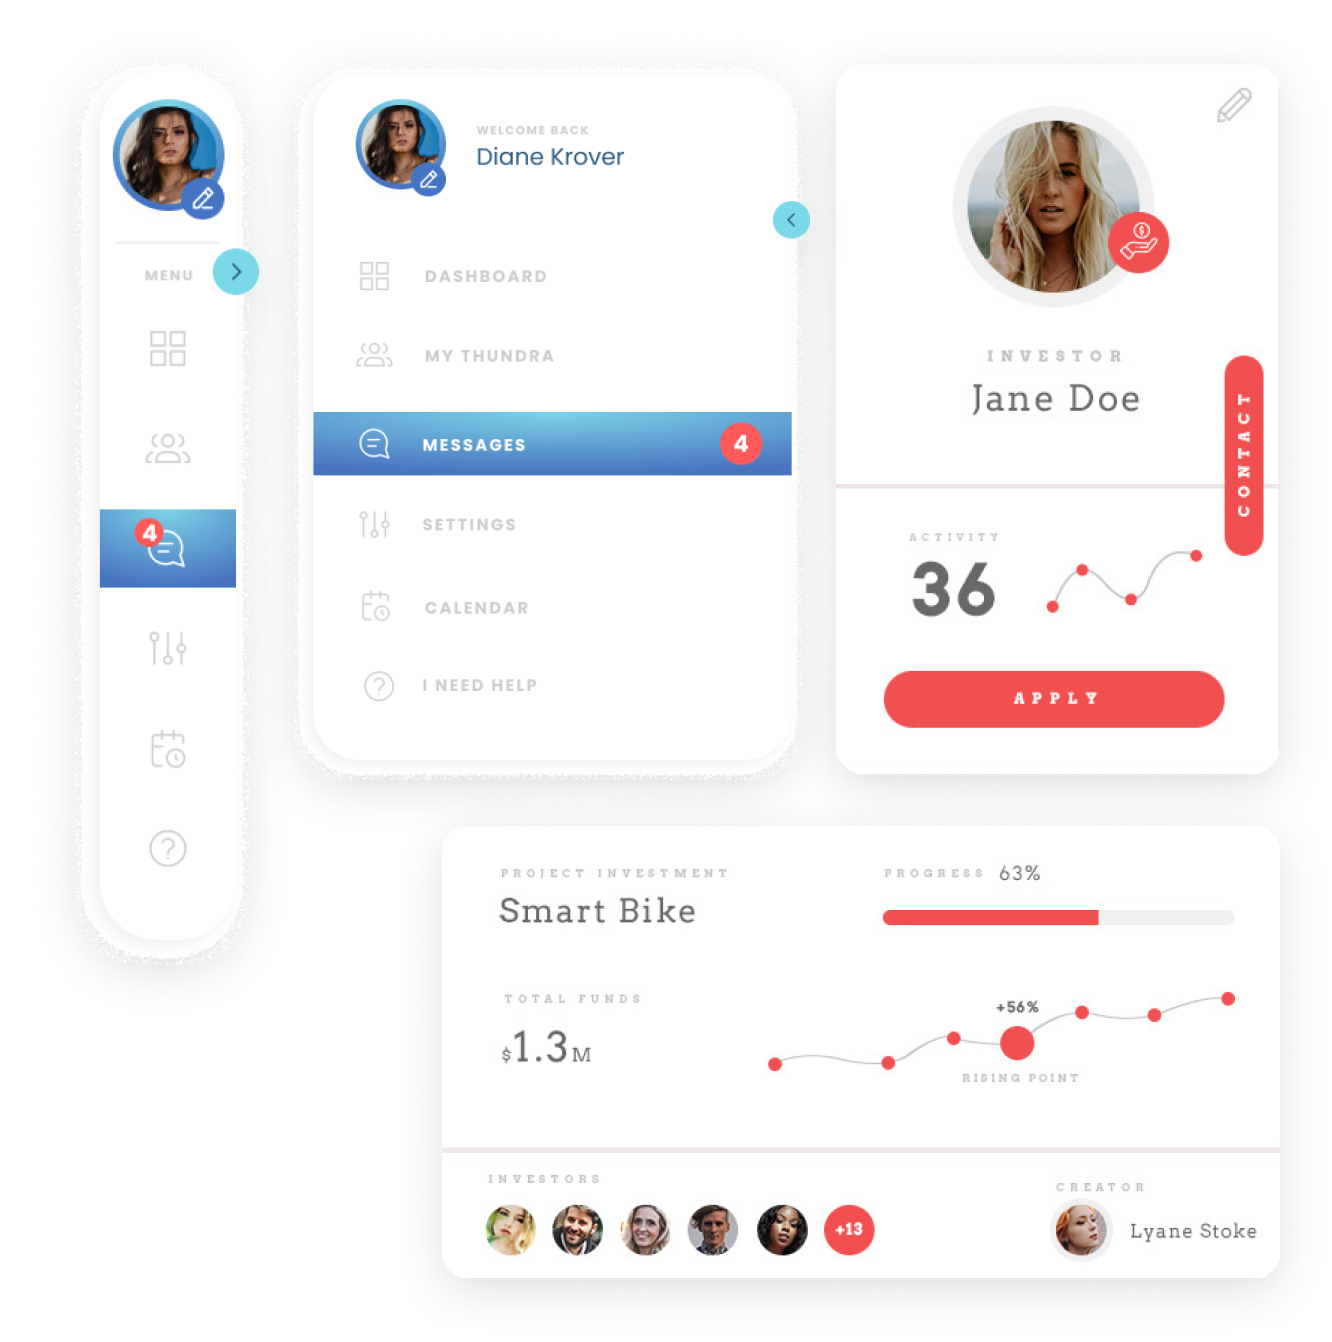 MENU
4
WELCOME BACK
Diane Krover
DASHBOARD
MY THUNDRA
MESSAGES 4
SETTINGS
CALENDAR
I NEED HELP
$
INVESTOR
Jane Doe
CONTACT
ACTIVITY
36
APPLY
PROJECT INVESTMENT
Smart Bike
PROGRESS 63%
TOTAL FUNDS
$1.3M
+56%
RISING POINT
INVESTORS
+13
CREATOR
Lyane Stoke